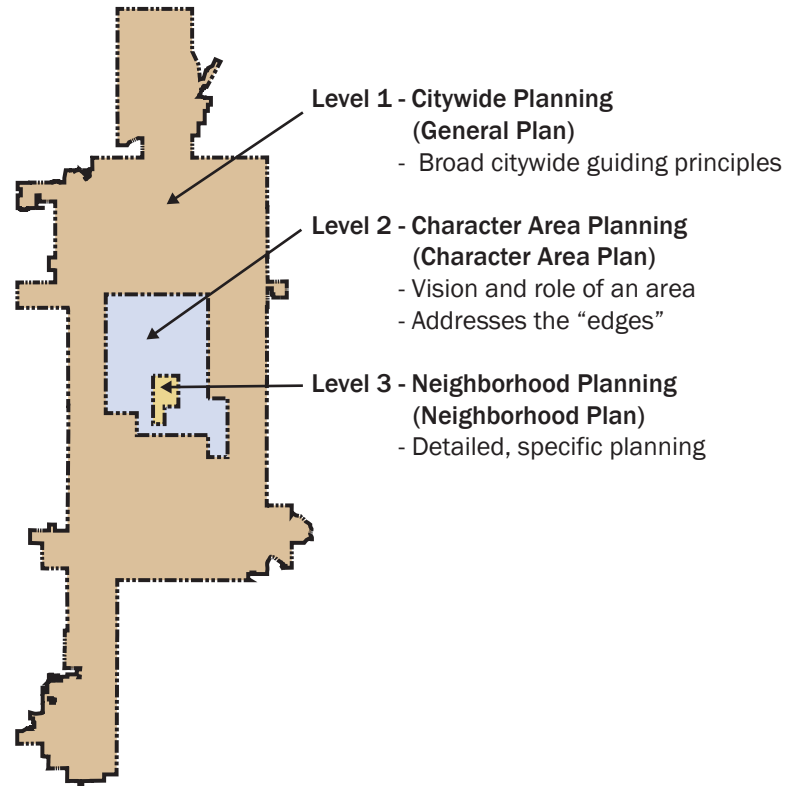 Level 1 - Citywide Planning
(General Plan)
- Broad citywide guiding principles
Level 2 - Character Area Planning
(Character Area Plan)
- Vision and role of an area
- Addresses the “edges”
Level 3 - Neighborhood Planning
(Neighborhood Plan)
- Detailed, specific planning